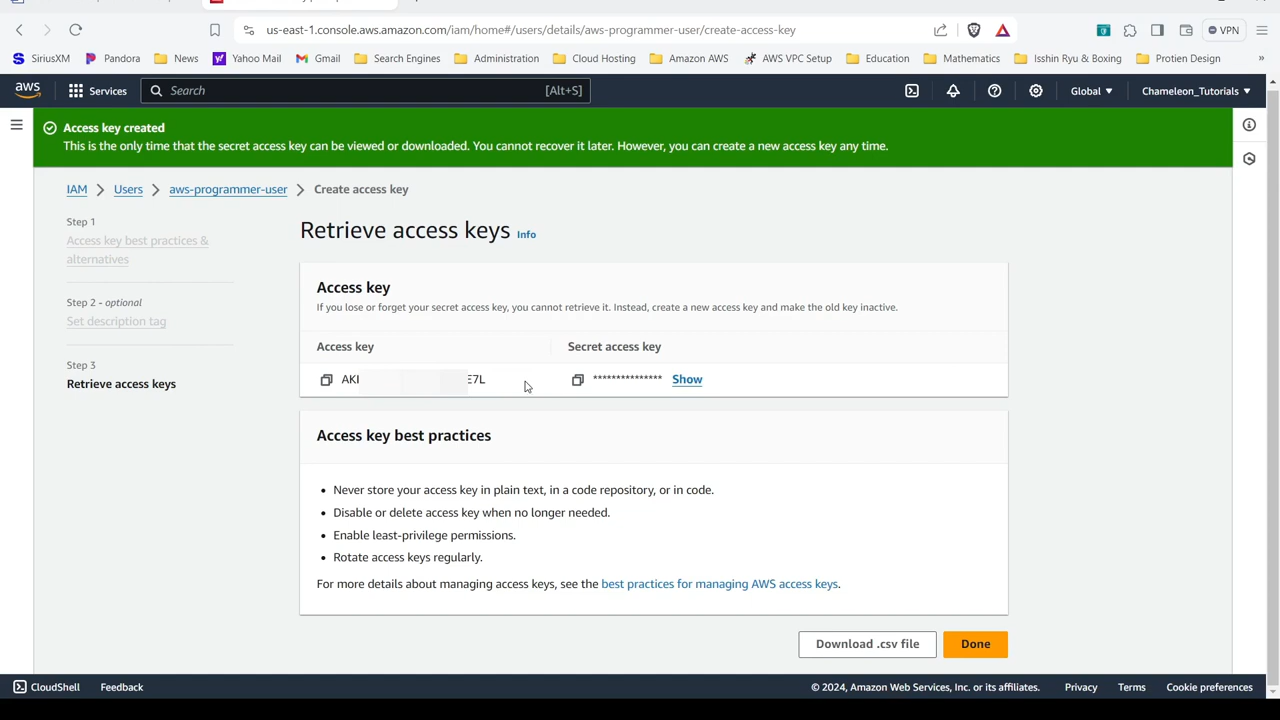 us-east-1.console.aws.amazon.com/iam/home#/users/details/aws-programmer-user/create-access-key
VPN
SiriusXM Pandora News Yahoo Mail Gmail Search Engines Administration Cloud Hosting Amazon AWS AWS VPC Setup Education Mathematics Isshin Ryu & Boxing Protien Design »
aws Services Search [Alt+S] Global Chameleon_Tutorials
Access key created
This is the only time that the secret access key can be viewed or downloaded. You cannot recover it later. However, you can create a new access key any time.
IAM > Users > aws-programmer-user > Create access key
Step 1
Access key best practices &
alternatives
Step 2 - optional
Set description tag
Step 3
Retrieve access keys
Retrieve access keys Info
Access key
If you lose or forget your secret access key, you cannot retrieve it. Instead, create a new access key and make the old key inactive.
Access key Secret access key
AKI E7L *************** Show
Access key best practices
• Never store your access key in plain text, in a code repository, or in code.
• Disable or delete access key when no longer needed.
• Enable least-privilege permissions.
• Rotate access keys regularly.
For more details about managing access keys, see the best practices for managing AWS access keys.
Download .csv file Done
CloudShell Feedback © 2024, Amazon Web Services, Inc. or its affiliates. Privacy Terms Cookie preferences